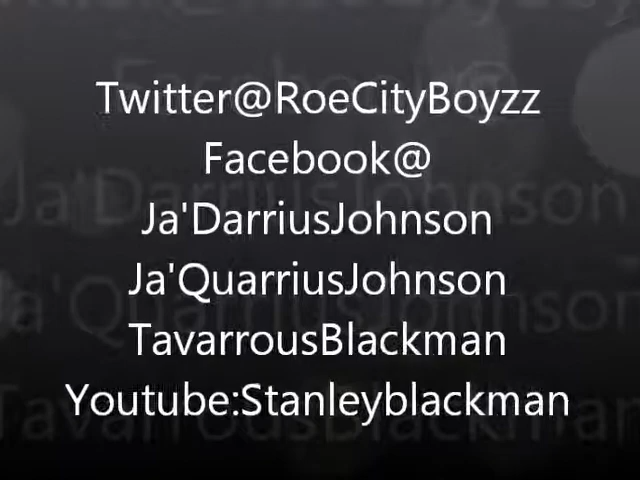 Twitter@RoeCityBoyzz
Facebook@
Ja'DarriusJohnson
Ja'QuarriusJohnson
TavarrousBlackman
Youtube:Stanleyblackman